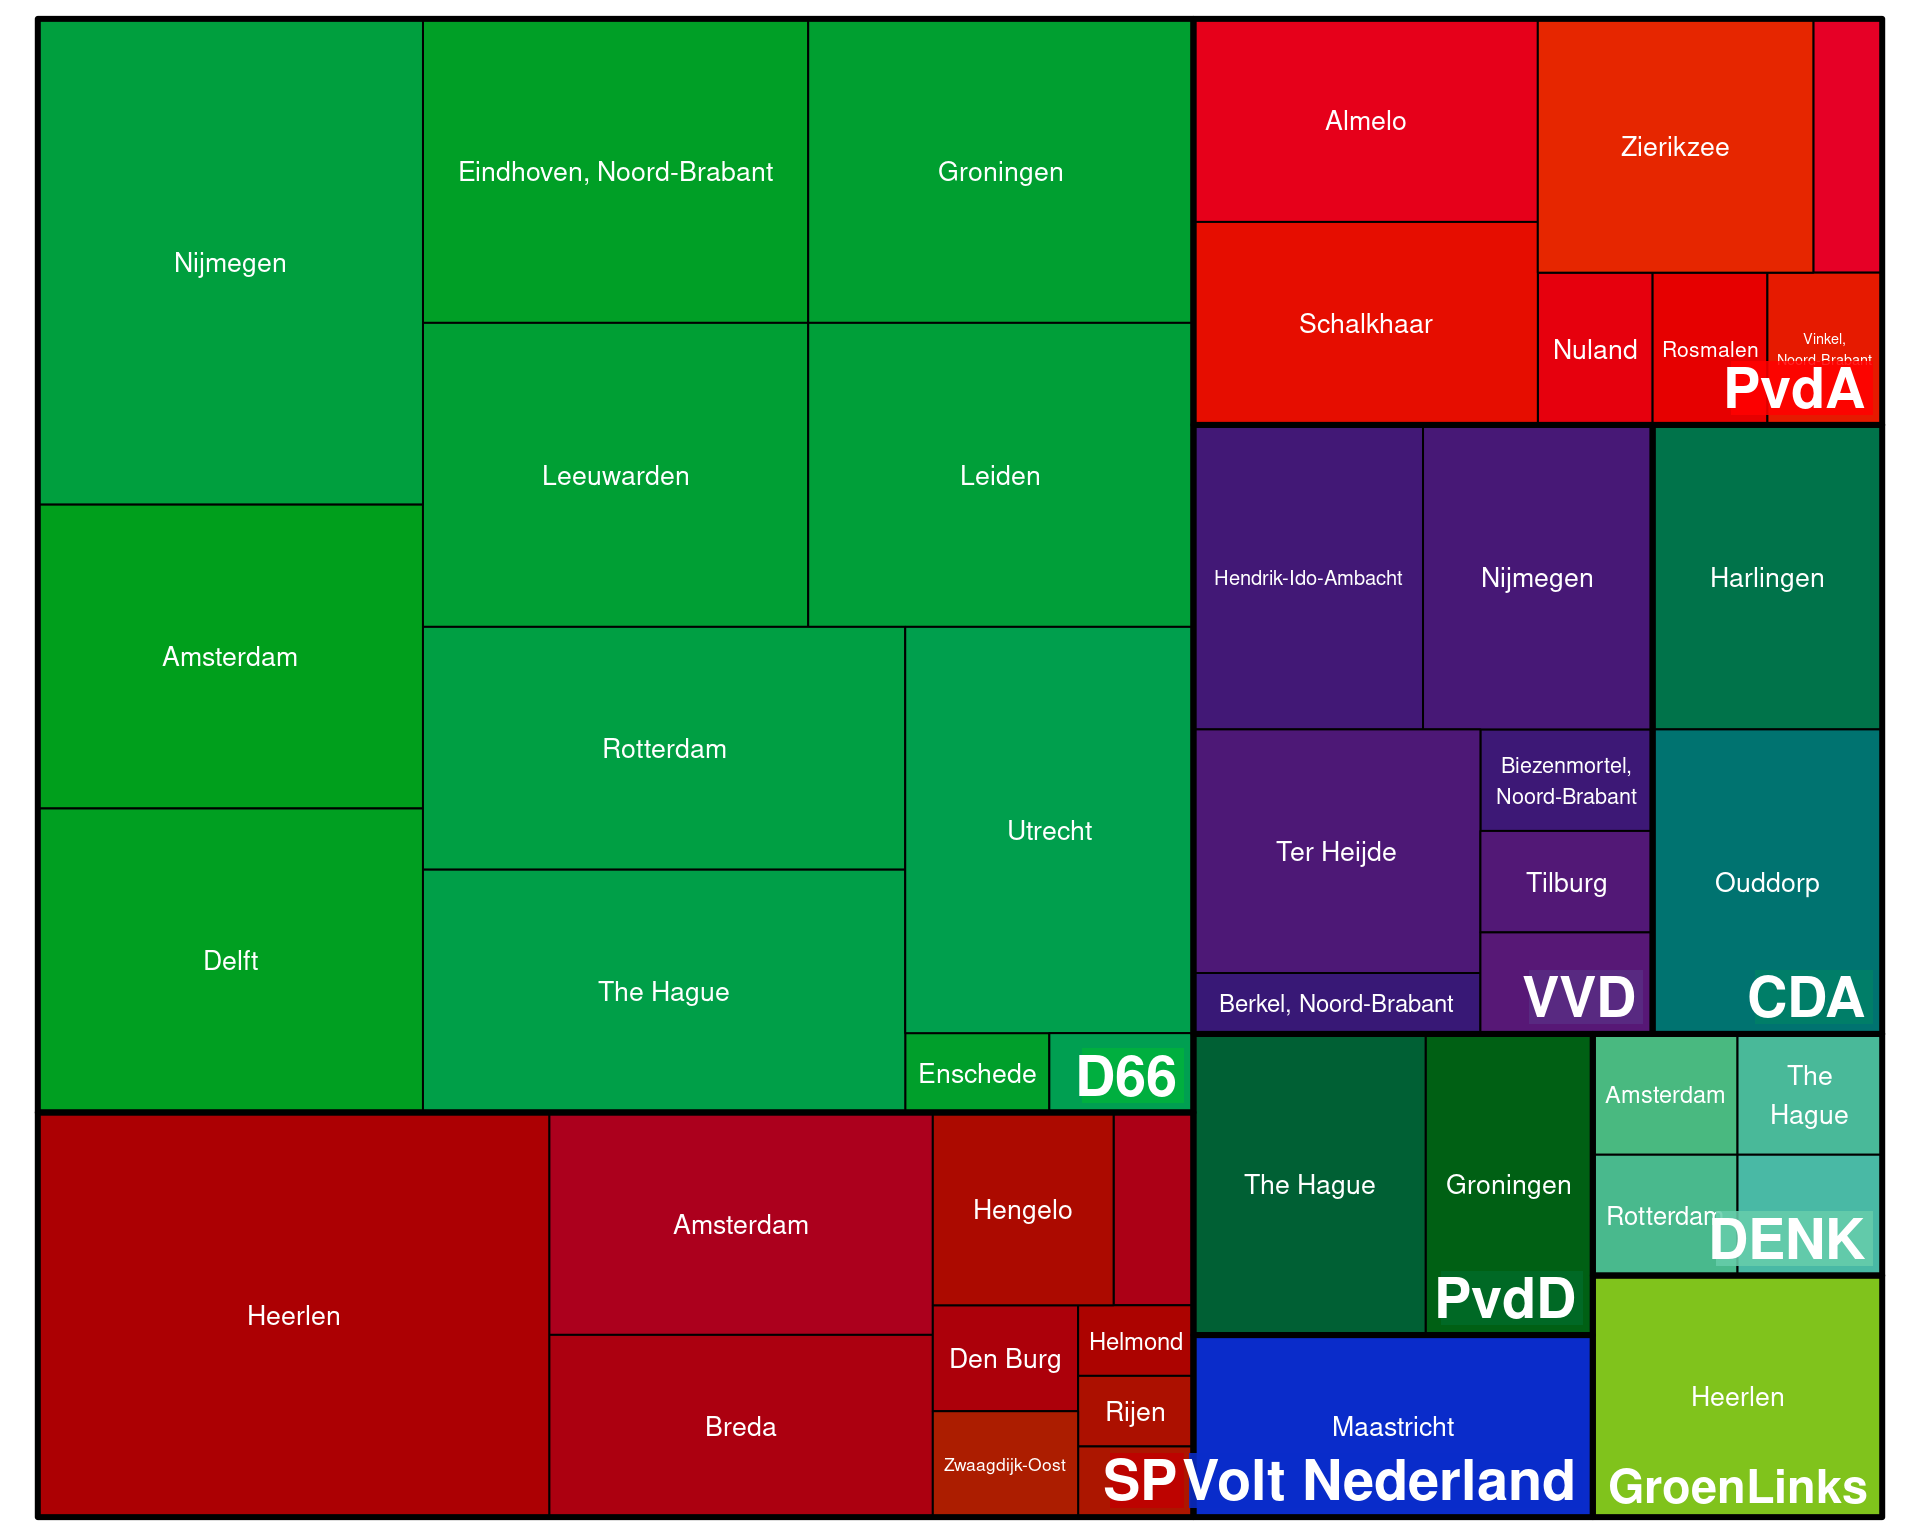 Nijmegen
Eindhoven, Noord-Brabant
Groningen
Leeuwarden
Leiden
Amsterdam
Rotterdam
Utrecht
Delft
The Hague
Enschede
D66
Almelo
Zierikzee
Schalkhaar
Nuland
Rosmalen
Vinkel,
Noord-Brabant
PvdA
Hendrik-Ido-Ambacht
Nijmegen
Ter Heijde
Biezenmortel,
Noord-Brabant
Tilburg
Berkel, Noord-Brabant
VVD
Harlingen
Ouddorp
CDA
Heerlen
Amsterdam
Breda
Hengelo
Den Burg
Helmond
Rijen
Zwaagdijk-Oost
SP
The Hague
Groningen
PvdD
Amsterdam
The
Hague
Rotterdam
DENK
Maastricht
Volt Nederland
Heerlen
GroenLinks